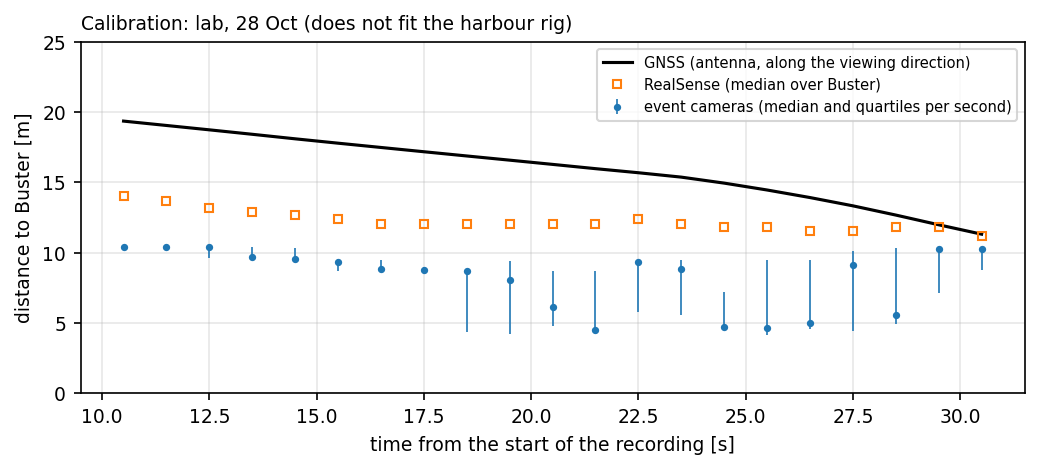 Calibration: lab, 28 Oct (does not fit the harbour rig)
GNSS (antenna, along the viewing direction)
RealSense (median over Buster)
event cameras (median and quartiles per second)
distance to Buster [m]
25
20
15
10
5
0
10.0 12.5 15.0 17.5 20.0 22.5 25.0 27.5 30.0
time from the start of the recording [s]